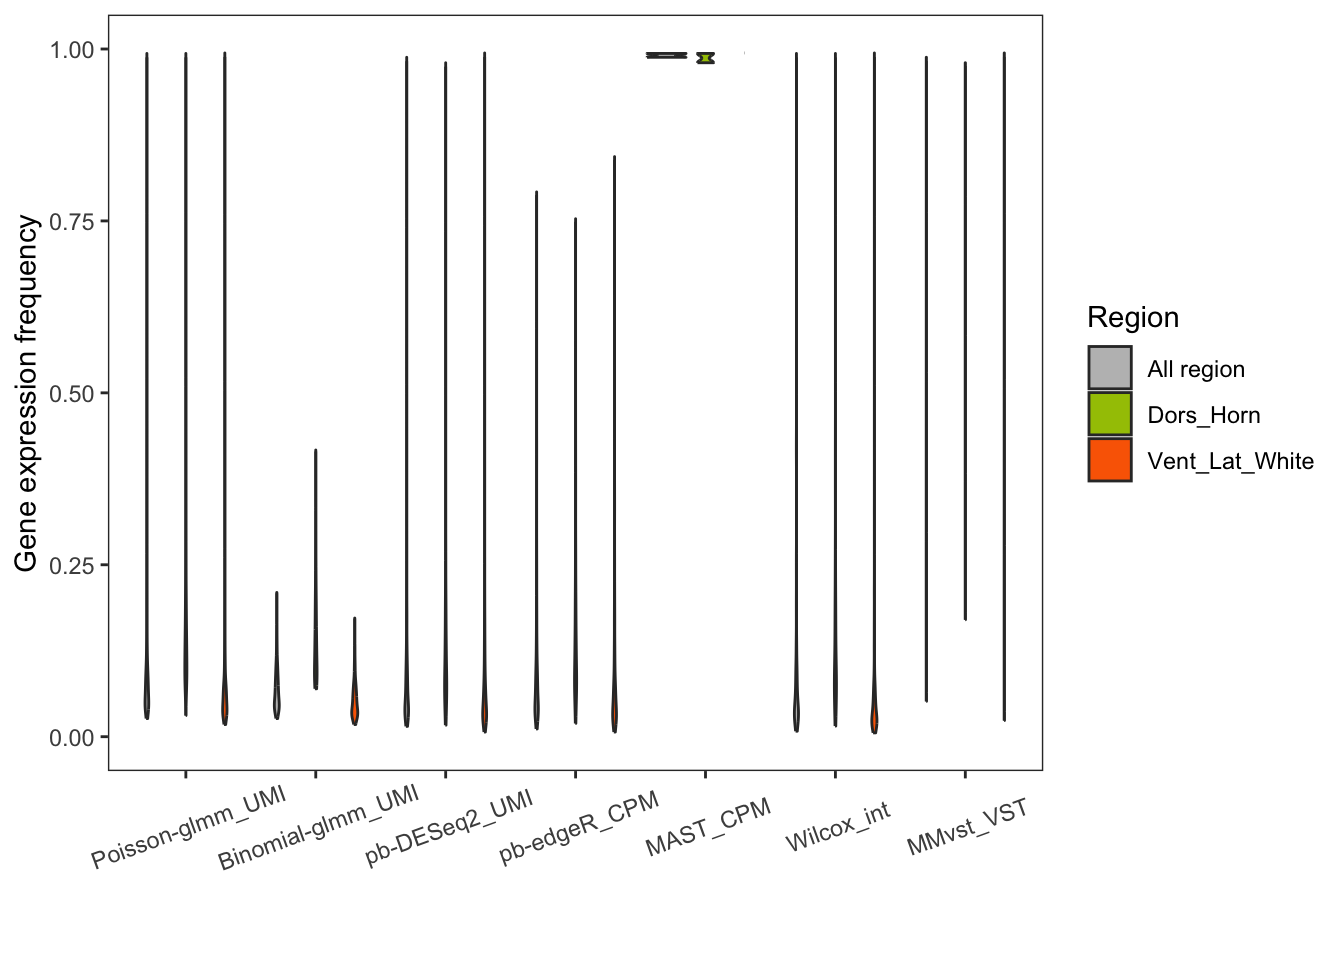 Gene expression frequency
1.00
0.75
0.50
0.25
0.00
Poisson-glmm_UMI
Binomial-glmm_UMI
pb-DESeq2_UMI
pb-edgeR_CPM
MAST_CPM
Wilcox_int
MMvst_VST
Region
All region
Dors_Horn
Vent_Lat_White